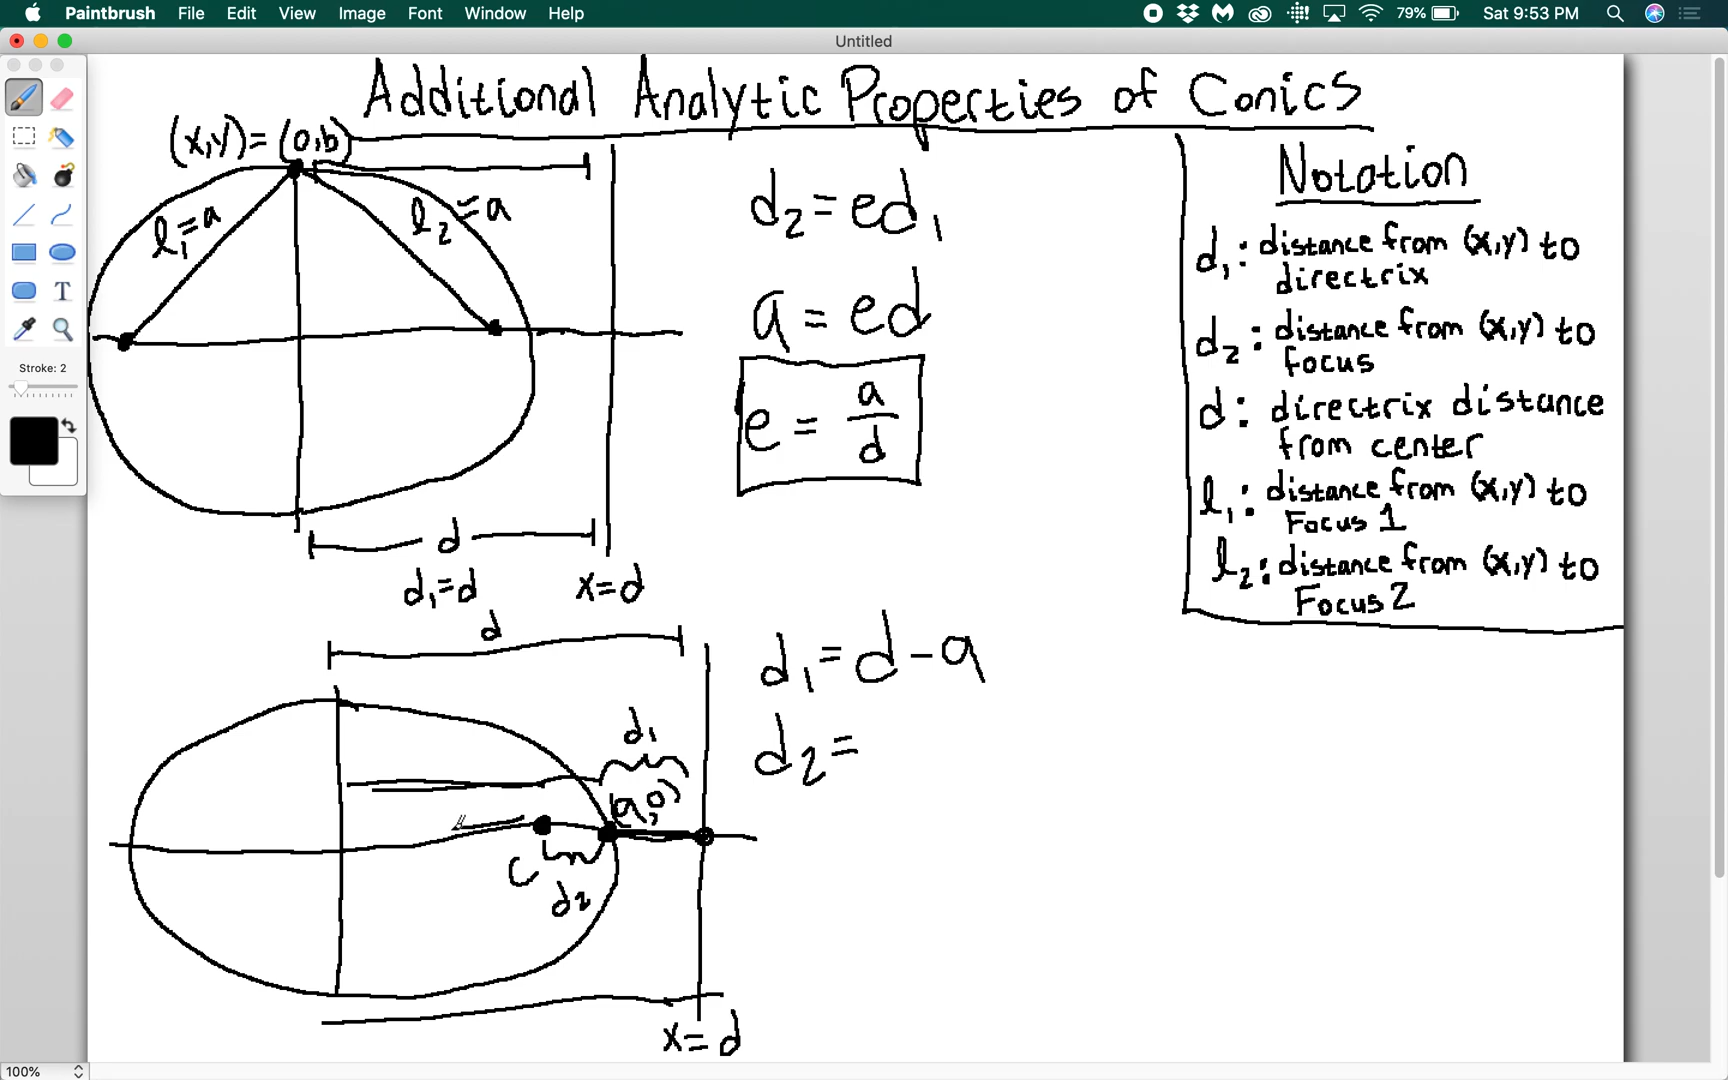 Paintbrush File Edit View Image Font Window Help 79% Sat 9:53 PM
Untitled
Additional Analytic Properties of Conics
(x,y) = (0,b)
l₁ = a
l₂ = a
d
d₁ = d
x = d
d₂ = ed₁
a = ed
e = a/d
Notation
d₁: distance from (x,y) to
directrix
d₂: distance from (x,y) to
focus
d: directrix distance
from center
l₁: distance from (x,y) to
Focus 1
l₂: distance from (x,y) to
Focus 2
Stroke: 2
T
d
d₁
(a,0)
C
d₂
x = d
d₁ = d - a
d₂ =
100%